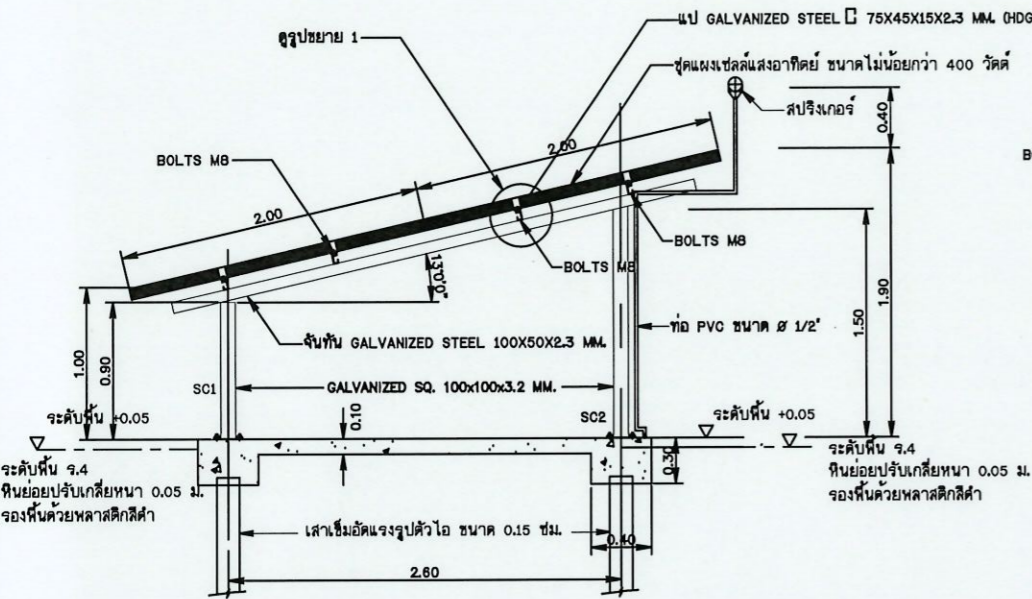 แป GALVANIZED STEEL C 75X45X15X2.3 MM. (HDG
ดูรูปขยาย 1
ชุดแผงเซลล์แสงอาทิตย์ ขนาดไม่น้อยกว่า 400 วัตต์
สปริงเกอร์
0.40
BOLTS M8
2.00
2.00
BOLTS M8
BOLTS M8
13°0'0"
1.90
1.50
1.00
0.90
จันทัน GALVANIZED STEEL 100X50X2.3 MM.
ท่อ PVC ขนาด Ø 1/2"
SC1
GALVANIZED SQ. 100x100x3.2 MM.
SC2
0.10
ระดับพื้น +0.05
ระดับพื้น +0.05
ระดับพื้น ร.4
หินย่อยปรับเกลี่ยหนา 0.05 ม.
รองพื้นด้วยพลาสติกสีดำ
0.30
ระดับพื้น ร.4
หินย่อยปรับเกลี่ยหนา 0.05 ม.
รองพื้นด้วยพลาสติกสีดำ
เสาเข็มอัดแรงรูปตัวไอ ขนาด 0.15 ซม.
0.40
2.60